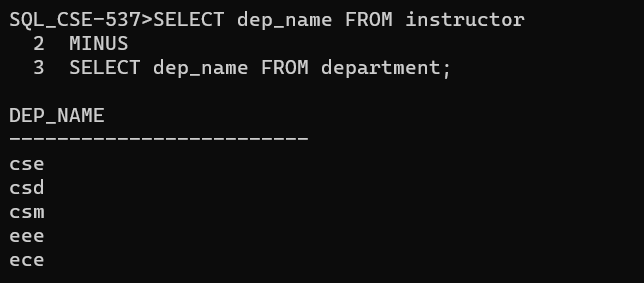 SQL_CSE-537>SELECT dep_name FROM instructor
  2  MINUS
  3  SELECT dep_name FROM department;

DEP_NAME
-------------------------
cse
csd
csm
eee
ece